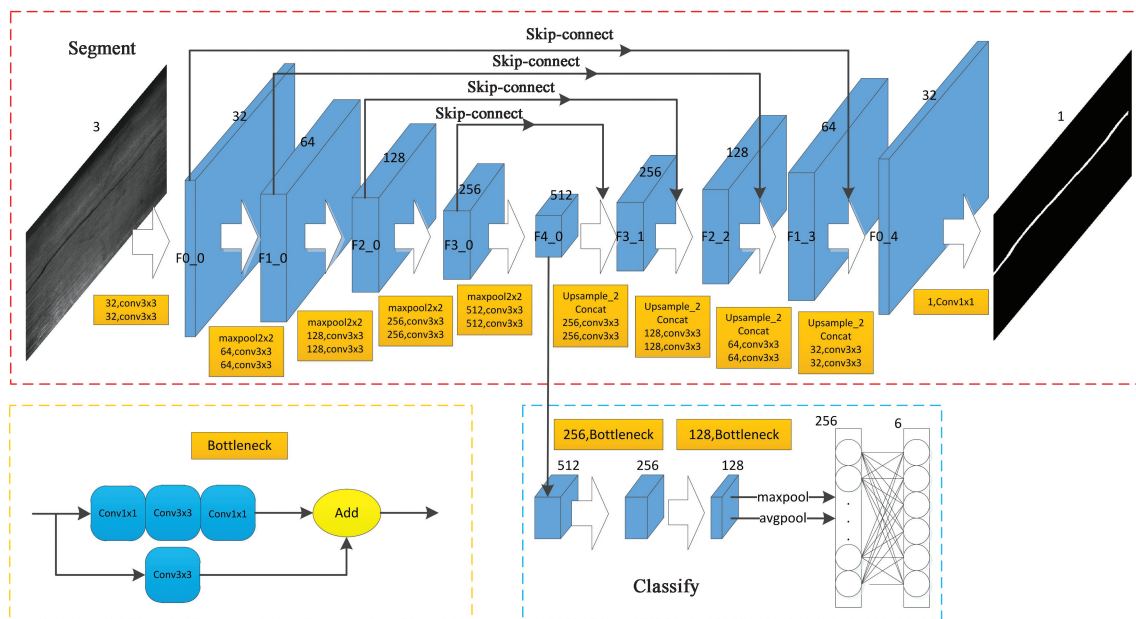 Segment
Skip-connect
Skip-connect
Skip-connect
Skip-connect
3
32
64
128
256
512
256
128
64
32
1
F0_0
F1_0
F2_0
F3_0
F4_0
F3_1
F2_2
F1_3
F0_4
32,conv3x3
32,conv3x3
maxpool2x2
64,conv3x3
64,conv3x3
maxpool2x2
128,conv3x3
128,conv3x3
maxpool2x2
256,conv3x3
256,conv3x3
maxpool2x2
512,conv3x3
512,conv3x3
Upsample_2
Concat
256,conv3x3
256,conv3x3
Upsample_2
Concat
128,conv3x3
128,conv3x3
Upsample_2
Concat
64,conv3x3
64,conv3x3
Upsample_2
Concat
32,conv3x3
32,conv3x3
1,Conv1x1
Bottleneck
Conv1x1
Conv3x3
Conv1x1
Add
Conv3x3
256,Bottleneck
128,Bottleneck
512
256
128
maxpool
avgpool
256
6
Classify